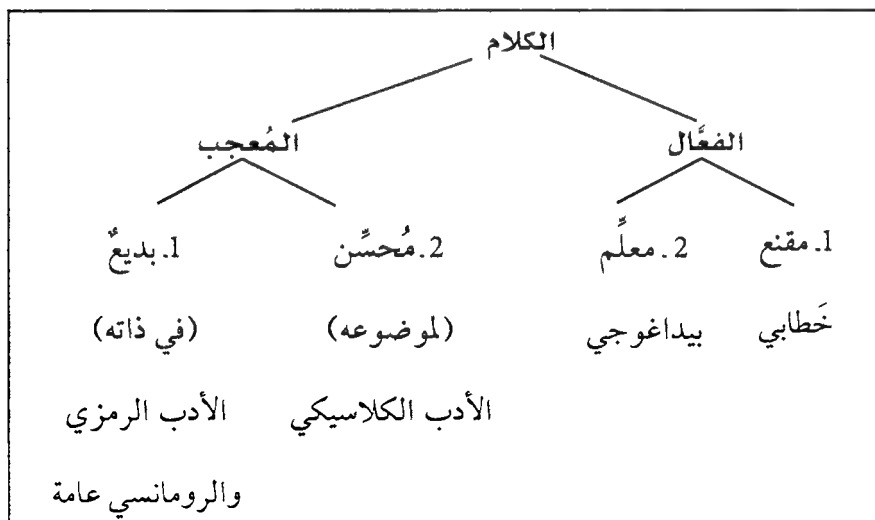 الكلام
الفعَّال المُعجب
1. مقنع 2. معلِّم 2. مُحسِّن 1. بديعٌ
خَطابي بيداغوجي (لموضوعه) (في ذاته)
الأدب الكلاسيكي الأدب الرمزي
والرومانسي عامة